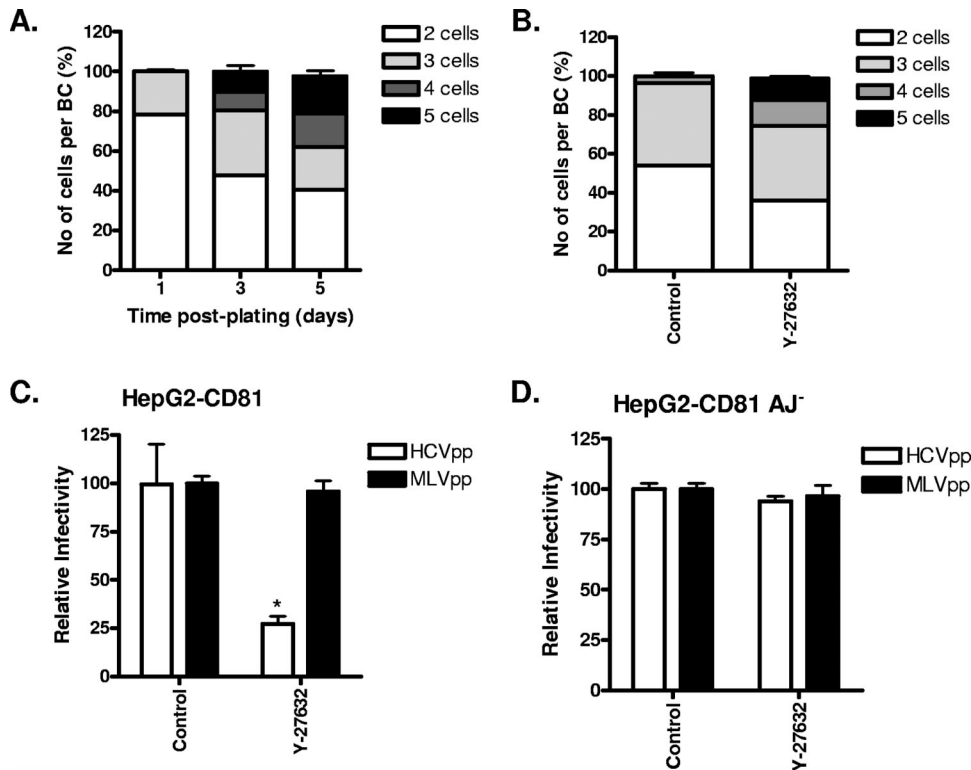 A.
No of cells per BC (%)
120
100
80
60
40
20
0
1 3 5
Time post-plating (days)
2 cells
3 cells
4 cells
5 cells
B.
No of cells per BC (%)
120
100
80
60
40
20
0
Control
Y-27632
2 cells
3 cells
4 cells
5 cells
C.
HepG2-CD81
Relative Infectivity
125
100
75
50
25
0
*
Control
Y-27632
HCVpp
MLVpp
D.
HepG2-CD81 AJ⁻
Relative Infectivity
125
100
75
50
25
0
Control
Y-27632
HCVpp
MLVpp